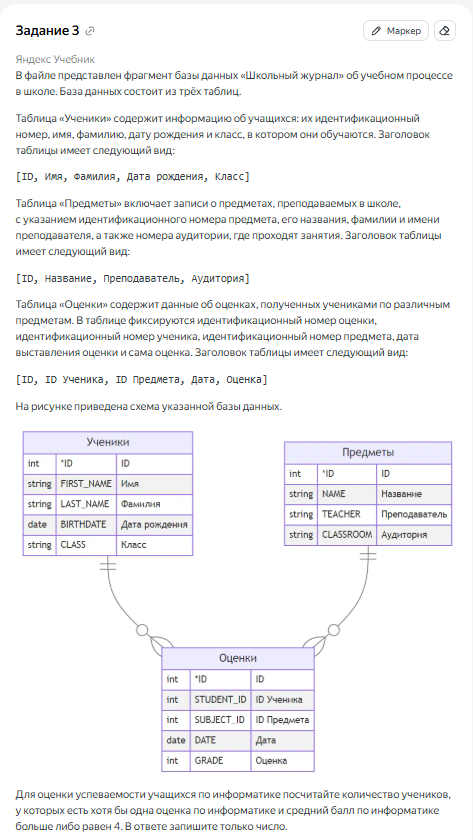 Задание 3
Маркер
Яндекс Учебник
В файле представлен фрагмент базы данных «Школьный журнал» об учебном процессе
в школе. База данных состоит из трёх таблиц.
Таблица «Ученики» содержит информацию об учащихся: их идентификационный
номер, имя, фамилию, дату рождения и класс, в котором они обучаются. Заголовок
таблицы имеет следующий вид:
[ID, Имя, Фамилия, Дата рождения, Класс]
Таблица «Предметы» включает записи о предметах, преподаваемых в школе,
с указанием идентификационного номера предмета, его названия, фамилии и имени
преподавателя, а также номера аудитории, где проходят занятия. Заголовок таблицы
имеет следующий вид:
[ID, Название, Преподаватель, Аудитория]
Таблица «Оценки» содержит данные об оценках, полученных учениками по различным
предметам. В таблице фиксируются идентификационный номер оценки,
идентификационный номер ученика, идентификационный номер предмета, дата
выставления оценки и сама оценка. Заголовок таблицы имеет следующий вид:
[ID, ID Ученика, ID Предмета, Дата, Оценка]
На рисунке приведена схема указанной базы данных.
Ученики
int *ID ID
string FIRST_NAME Имя
string LAST_NAME Фамилия
date BIRTHDATE Дата рождения
string CLASS Класс
Предметы
int *ID ID
string NAME Название
string TEACHER Преподаватель
string CLASSROOM Аудитория
Оценки
int *ID ID
int STUDENT_ID ID Ученика
int SUBJECT_ID ID Предмета
date DATE Дата
int GRADE Оценка
Для оценки успеваемости учащихся по информатике посчитайте количество учеников,
у которых есть хотя бы одна оценка по информатике и средний балл по информатике
больше либо равен 4. В ответе запишите только число.